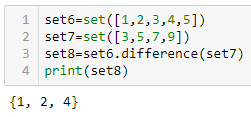 1 set6=set([1,2,3,4,5])
2 set7=set([3,5,7,9])
3 set8=set6.difference(set7)
4 print(set8)
{1, 2, 4}